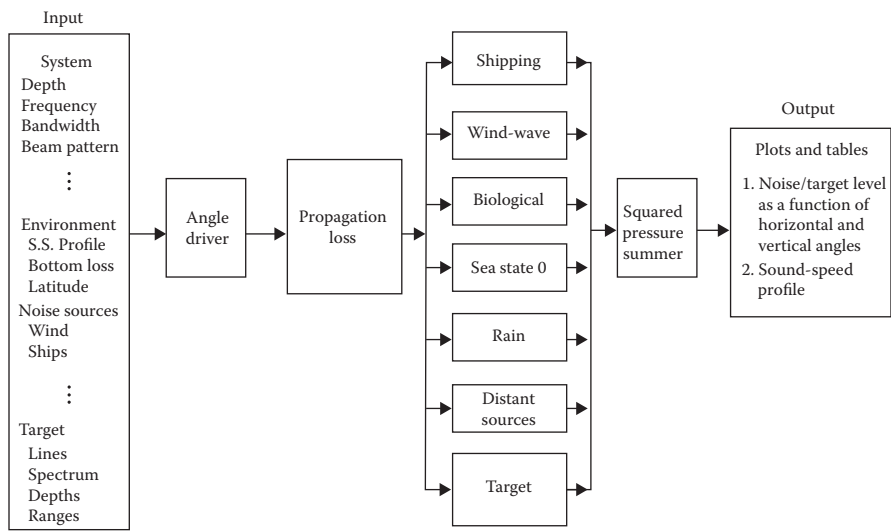 Input
System
Depth
Frequency
Bandwidth
Beam pattern
⋮
Environment
S.S. Profile
Bottom loss
Latitude
Noise sources
Wind
Ships
⋮
Target
Lines
Spectrum
Depths
Ranges
Angle
driver
Propagation
loss
Shipping
Wind-wave
Biological
Sea state 0
Rain
Distant
sources
Target
Squared
pressure
summer
Output
Plots and tables
1. Noise/target level
as a function of
horizontal and
vertical angles
2. Sound-speed
profile